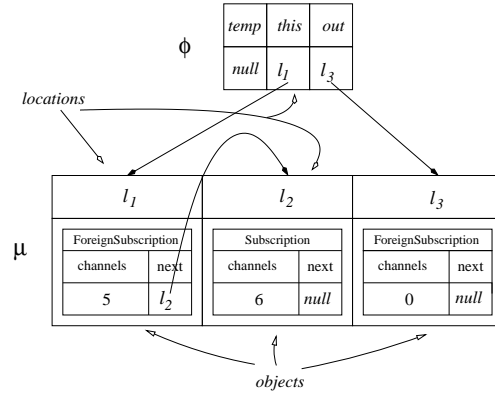 temp this out
ϕ
null l1 l3
locations
l1 l2 l3
μ
ForeignSubscription Subscription ForeignSubscription
channels next channels next channels next
5 l2 6 null 0 null
objects